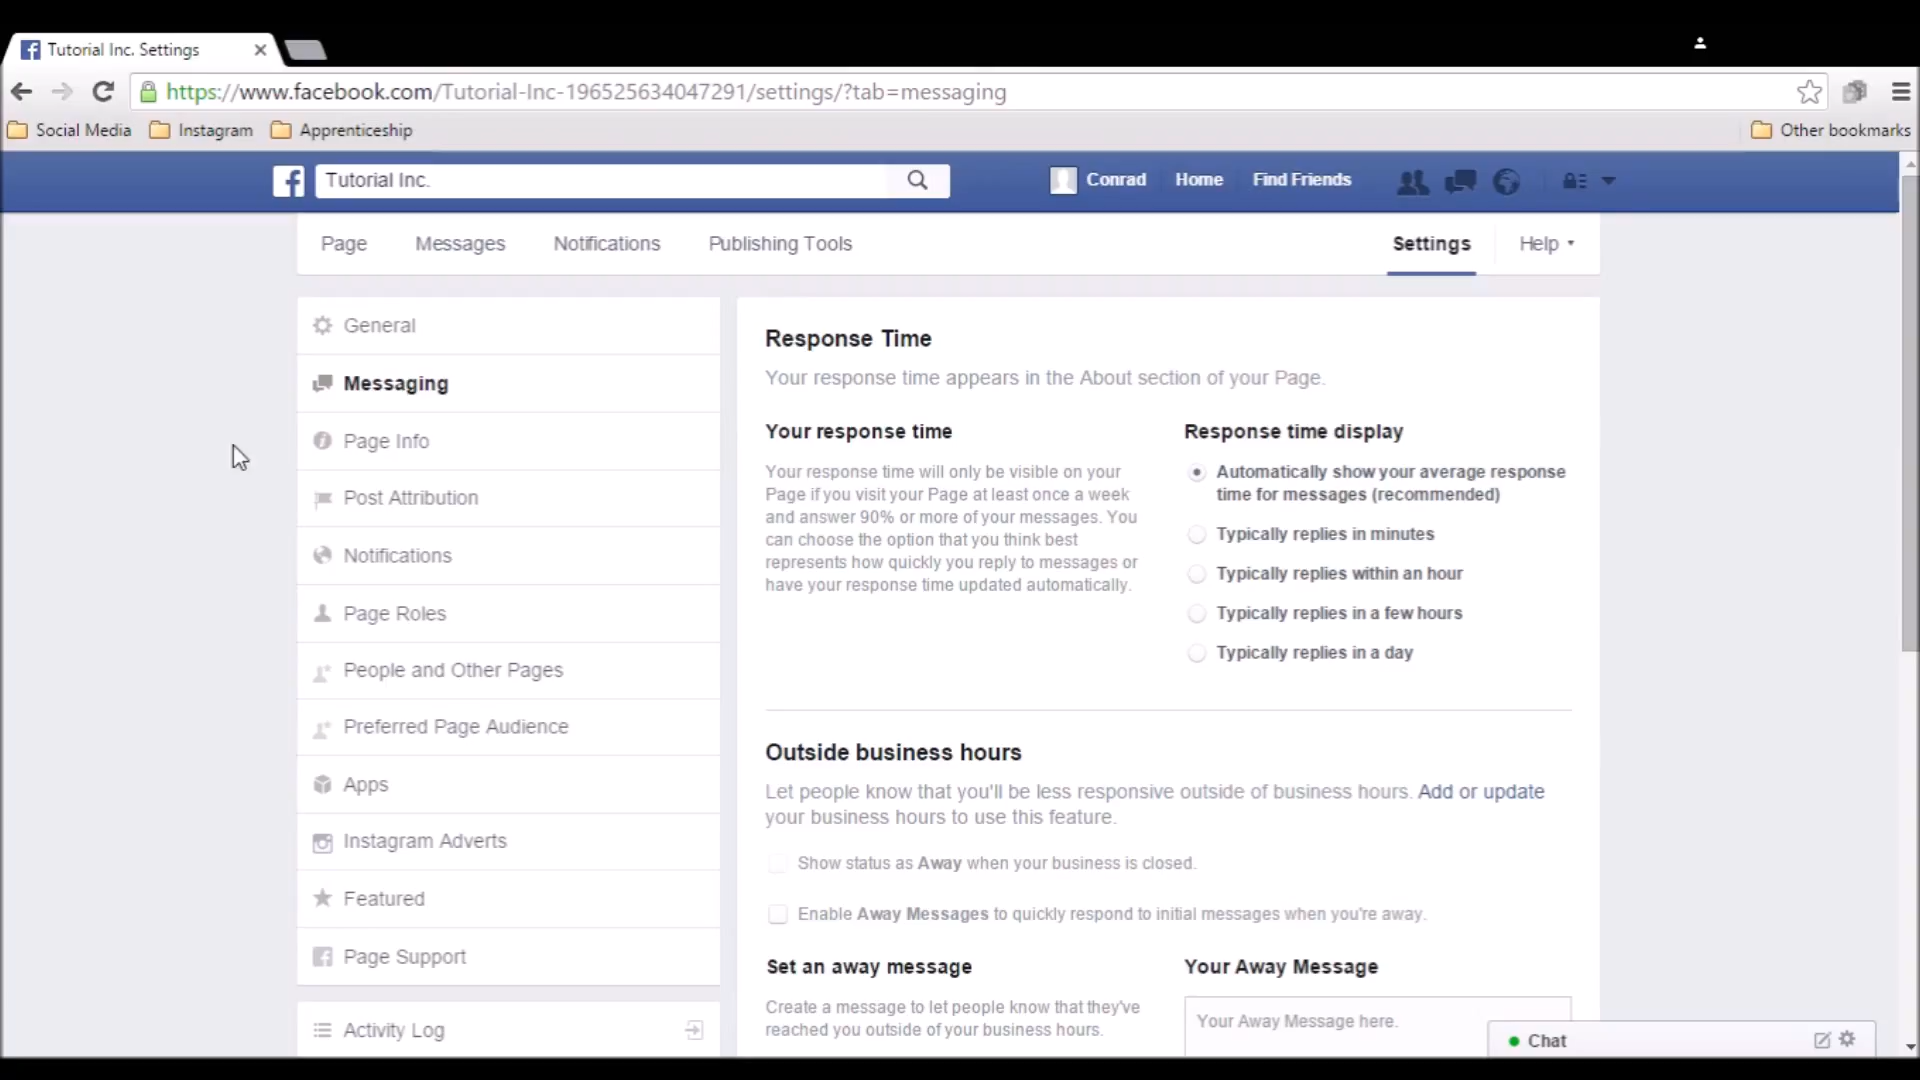 Tutorial Inc. Settings
https://www.facebook.com/Tutorial-Inc-196525634047291/settings/?tab=messaging
Social Media Instagram Apprenticeship Other bookmarks
Tutorial Inc. Conrad Home Find Friends
Page Messages Notifications Publishing Tools Settings Help
General
Messaging
Page Info
Post Attribution
Notifications
Page Roles
People and Other Pages
Preferred Page Audience
Apps
Instagram Adverts
Featured
Page Support
Activity Log
Response Time
Your response time appears in the About section of your Page.
Your response time
Your response time will only be visible on your
Page if you visit your Page at least once a week
and answer 90% or more of your messages. You
can choose the option that you think best
represents how quickly you reply to messages or
have your response time updated automatically.
Response time display
Automatically show your average response
time for messages (recommended)
Typically replies in minutes
Typically replies within an hour
Typically replies in a few hours
Typically replies in a day
Outside business hours
Let people know that you'll be less responsive outside of business hours. Add or update
your business hours to use this feature.
Show status as Away when your business is closed.
Enable Away Messages to quickly respond to initial messages when you're away.
Set an away message
Create a message to let people know that they've
reached you outside of your business hours.
Your Away Message
Your Away Message here.
Chat